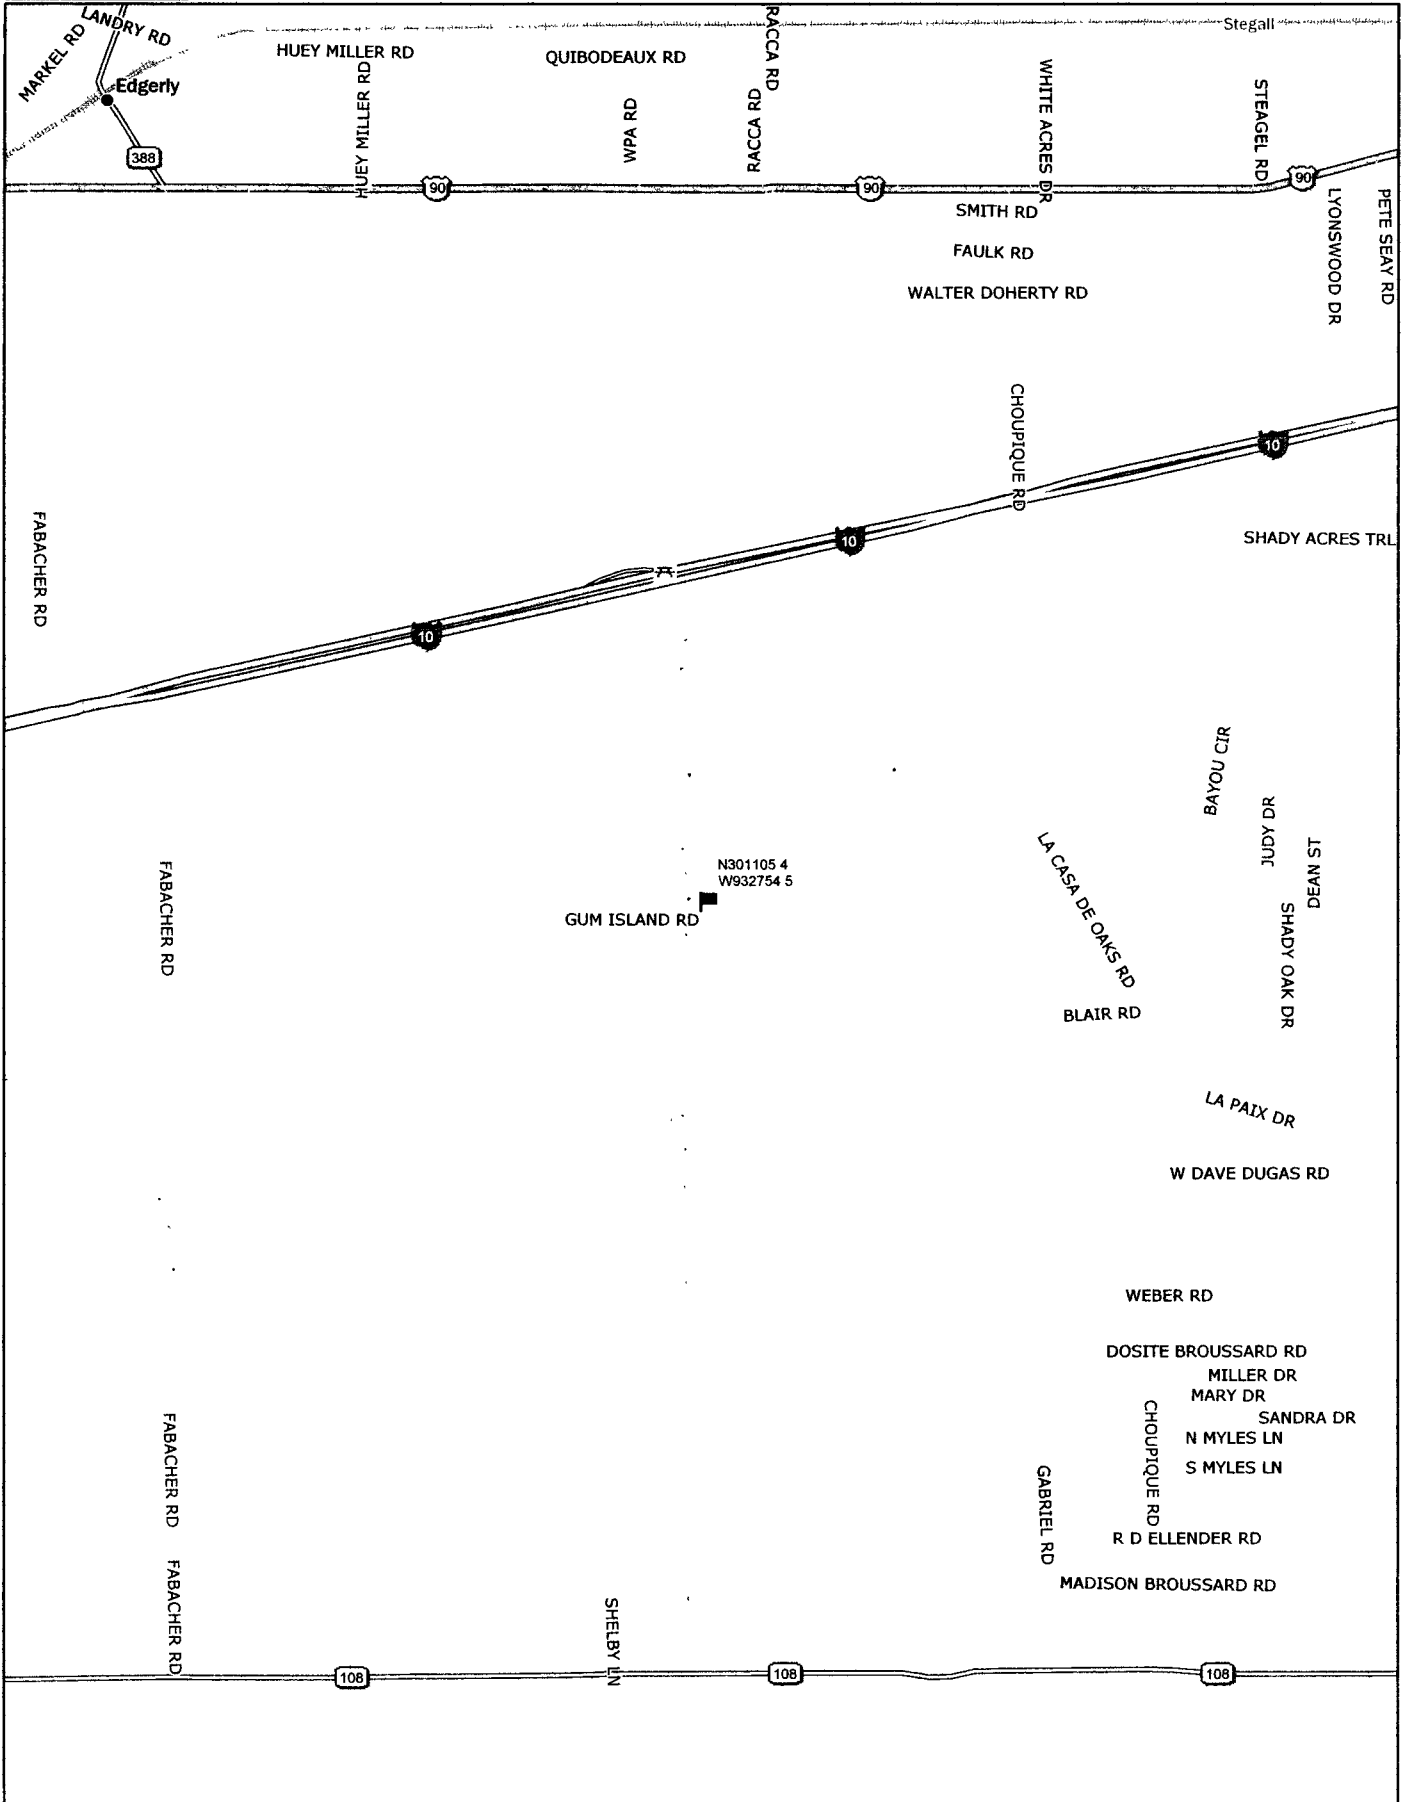 LANDRY RD
MARKEL RD
Edgerly
388
HUEY MILLER RD
HUEY MILLER RD
QUIBODEAUX RD
WPA RD
RACCA RD
RACCA RD
WHITE ACRES DR
Stegall
STEAGEL RD
90
90
90
SMITH RD
FAULK RD
WALTER DOHERTY RD
LYONSWOOD DR
PETE SEAY RD
CHOUPIQUE RD
10
10
10
SHADY ACRES TRL
FABACHER RD
BAYOU CIR
JUDY DR
DEAN ST
N301105 4
W932754 5
GUM ISLAND RD
FABACHER RD
LA CASA DE OAKS RD
SHADY OAK DR
BLAIR RD
LA PAIX DR
W DAVE DUGAS RD
WEBER RD
DOSITE BROUSSARD RD
MILLER DR
MARY DR
SANDRA DR
N MYLES LN
S MYLES LN
CHOUPIQUE RD
GABRIEL RD
R D ELLENDER RD
MADISON BROUSSARD RD
FABACHER RD
FABACHER RD
SHELBY LN
108
108
108